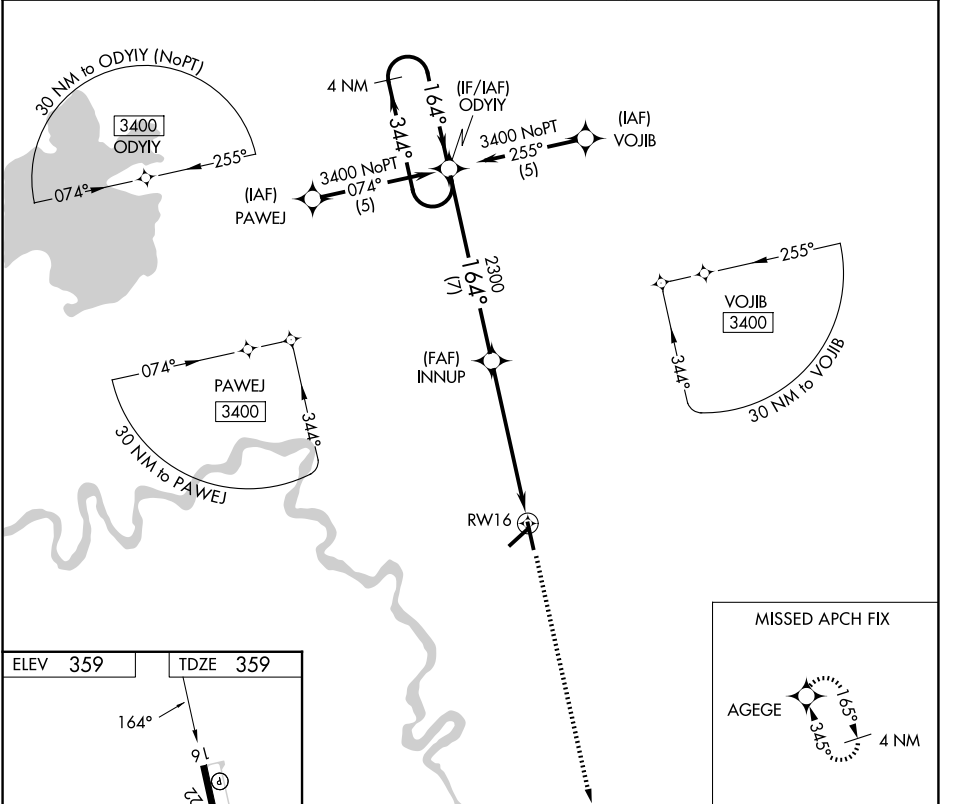 30 NM to ODYIY (NoPT)
3400
ODYIY
074°
255°
4 NM
344°
164°
(IF/IAF)
ODYIY
3400 NoPT
074°
(5)
(IAF)
PAWEJ
3400 NoPT
255°
(5)
(IAF)
VOJIB
2300
164°
(7)
(FAF)
INNUP
RW16
074°
PAWEJ
3400
344°
30 NM to PAWEJ
255°
VOJIB
3400
344°
30 NM to VOJIB
ELEV 359
TDZE 359
164°
16
P
22
MISSED APCH FIX
AGEGE
165°
345°
4 NM